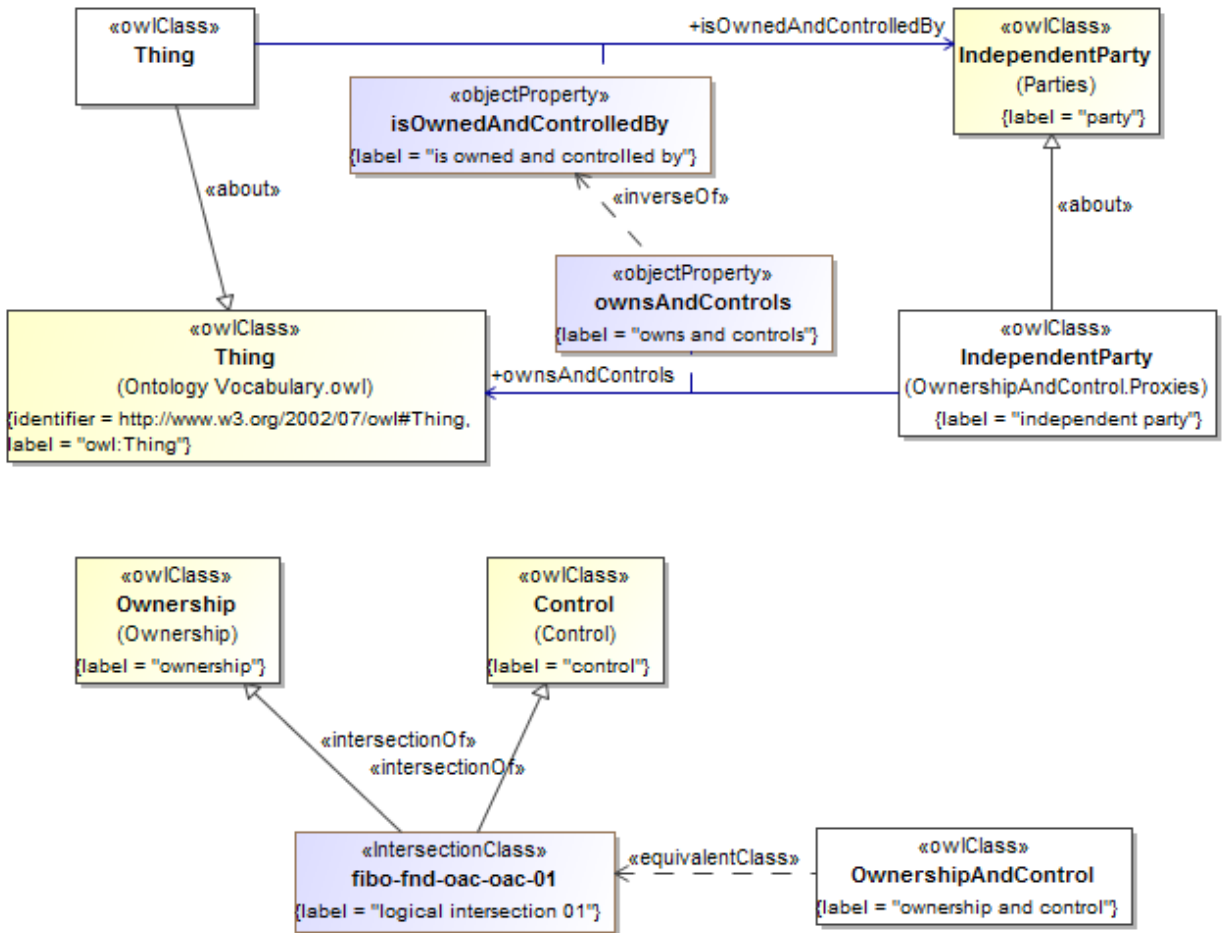 «owlClass»
Thing
+isOwnedAndControlledBy
«owlClass»
IndependentParty
(Parties)
{label = "party"}
«objectProperty»
isOwnedAndControlledBy
{label = "is owned and controlled by"}
«about»
«inverseOf»
«about»
«objectProperty»
ownsAndControls
{label = "owns and controls"}
«owlClass»
Thing
(Ontology Vocabulary.owl)
{identifier = http://www.w3.org/2002/07/owl#Thing,
label = "owl:Thing"}
+ownsAndControls
«owlClass»
IndependentParty
(OwnershipAndControl.Proxies)
{label = "independent party"}
«owlClass»
Ownership
(Ownership)
{label = "ownership"}
«owlClass»
Control
(Control)
{label = "control"}
«intersectionOf»
«intersectionOf»
«IntersectionClass»
fibo-fnd-oac-oac-01
{label = "logical intersection 01"}
«equivalentClass»
«owlClass»
OwnershipAndControl
{label = "ownership and control"}